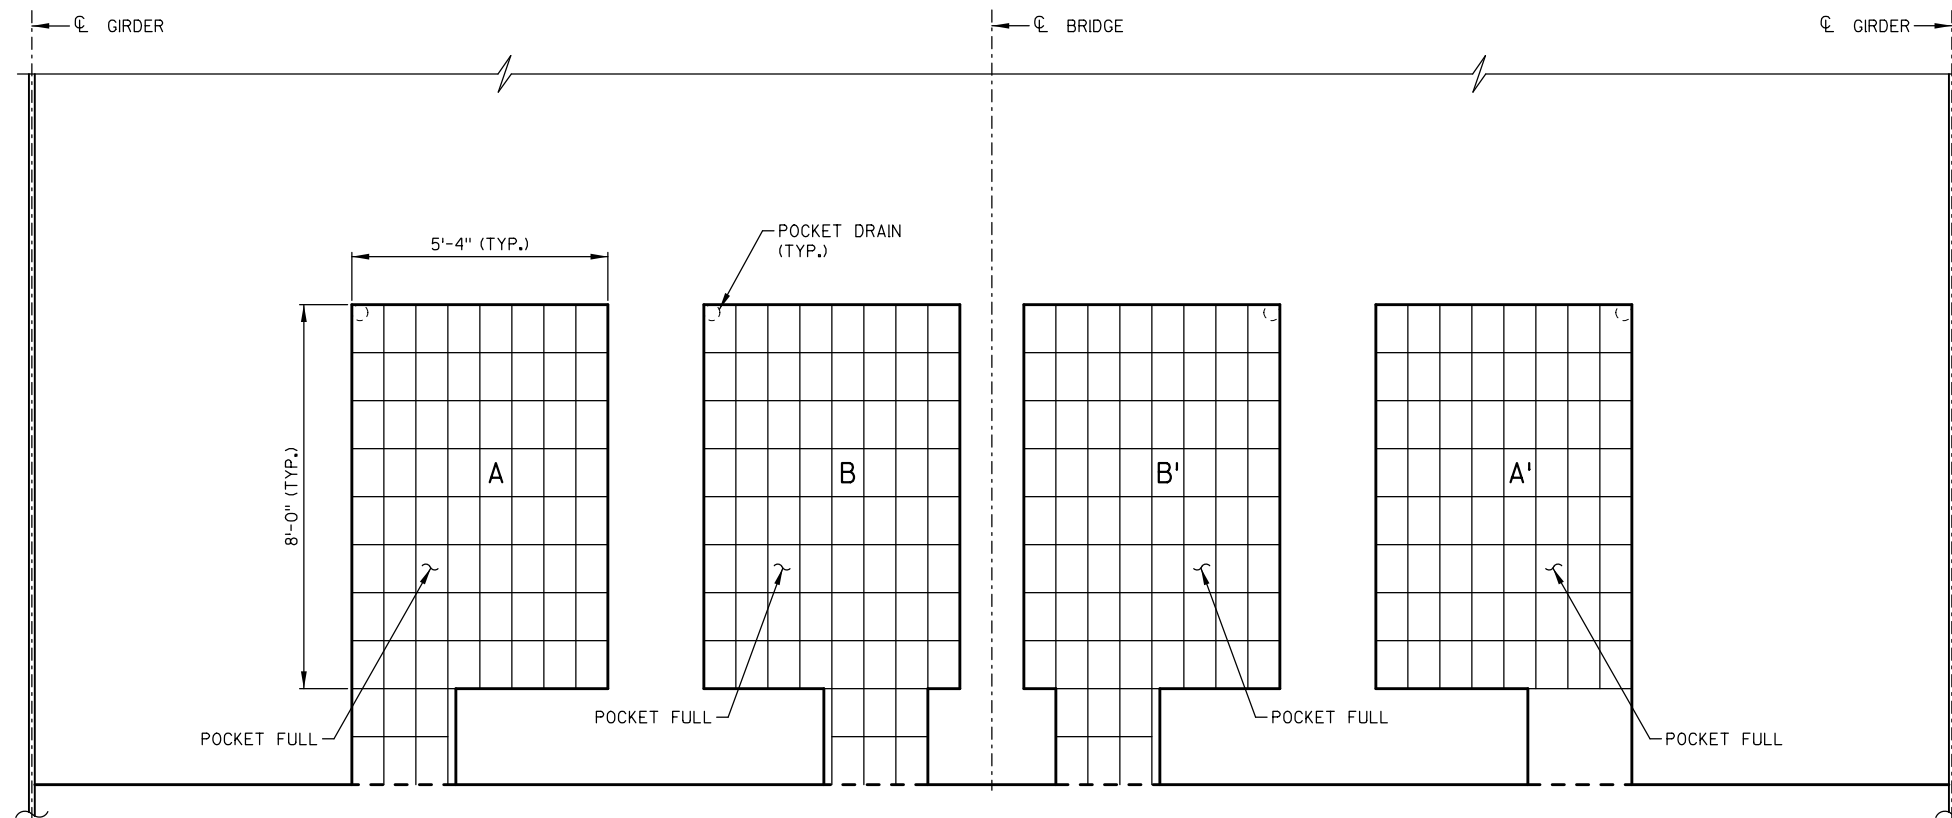 ℄ GIRDER
℄ BRIDGE
℄ GIRDER
5'-4" (TYP.)
POCKET DRAIN
(TYP.)
8'-0" (TYP.)
A
B
B'
A'
POCKET FULL
POCKET FULL
POCKET FULL
POCKET FULL